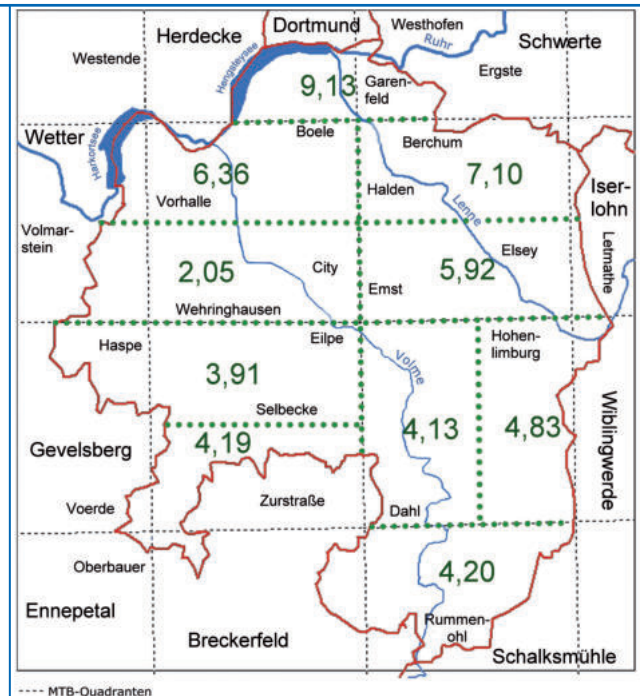 Herdecke
Dortmund
Westhofen
Schwerte
Westende
Hengsteysee
Ruhr
Ergste
9,13
Garen-
feld
Wetter
Harkortsee
Boele
Berchum
6,36
7,10
Iser-
lohn
Vorhalle
Halden
Lenne
Volmar-
stein
Letmathe
2,05
City
Elsey
5,92
Emst
Wehringhausen
Haspe
Eilpe
Volme
Hohen-
limburg
3,91
Selbecke
4,13
4,83
Wiblingwerde
Gevelsberg
4,19
Voerde
Zurstraße
Dahl
Oberbauer
4,20
Ennepetal
Breckerfeld
Rummen-
ohl
Schalksmühle
---- MTB-Quadranten